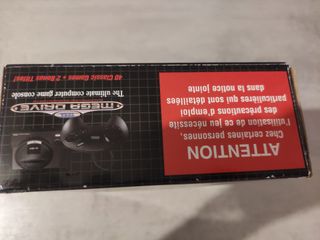 ATTENTION
Chez certaines personnes,
l'utilisation de ce jeu nécessite
des précautions d'emploi
particulières qui sont détaillées
dans la notice jointe
SEGA
MEGA DRIVE
The ultimate computer game console
40 Classic Games + 2 Bonus Titles!